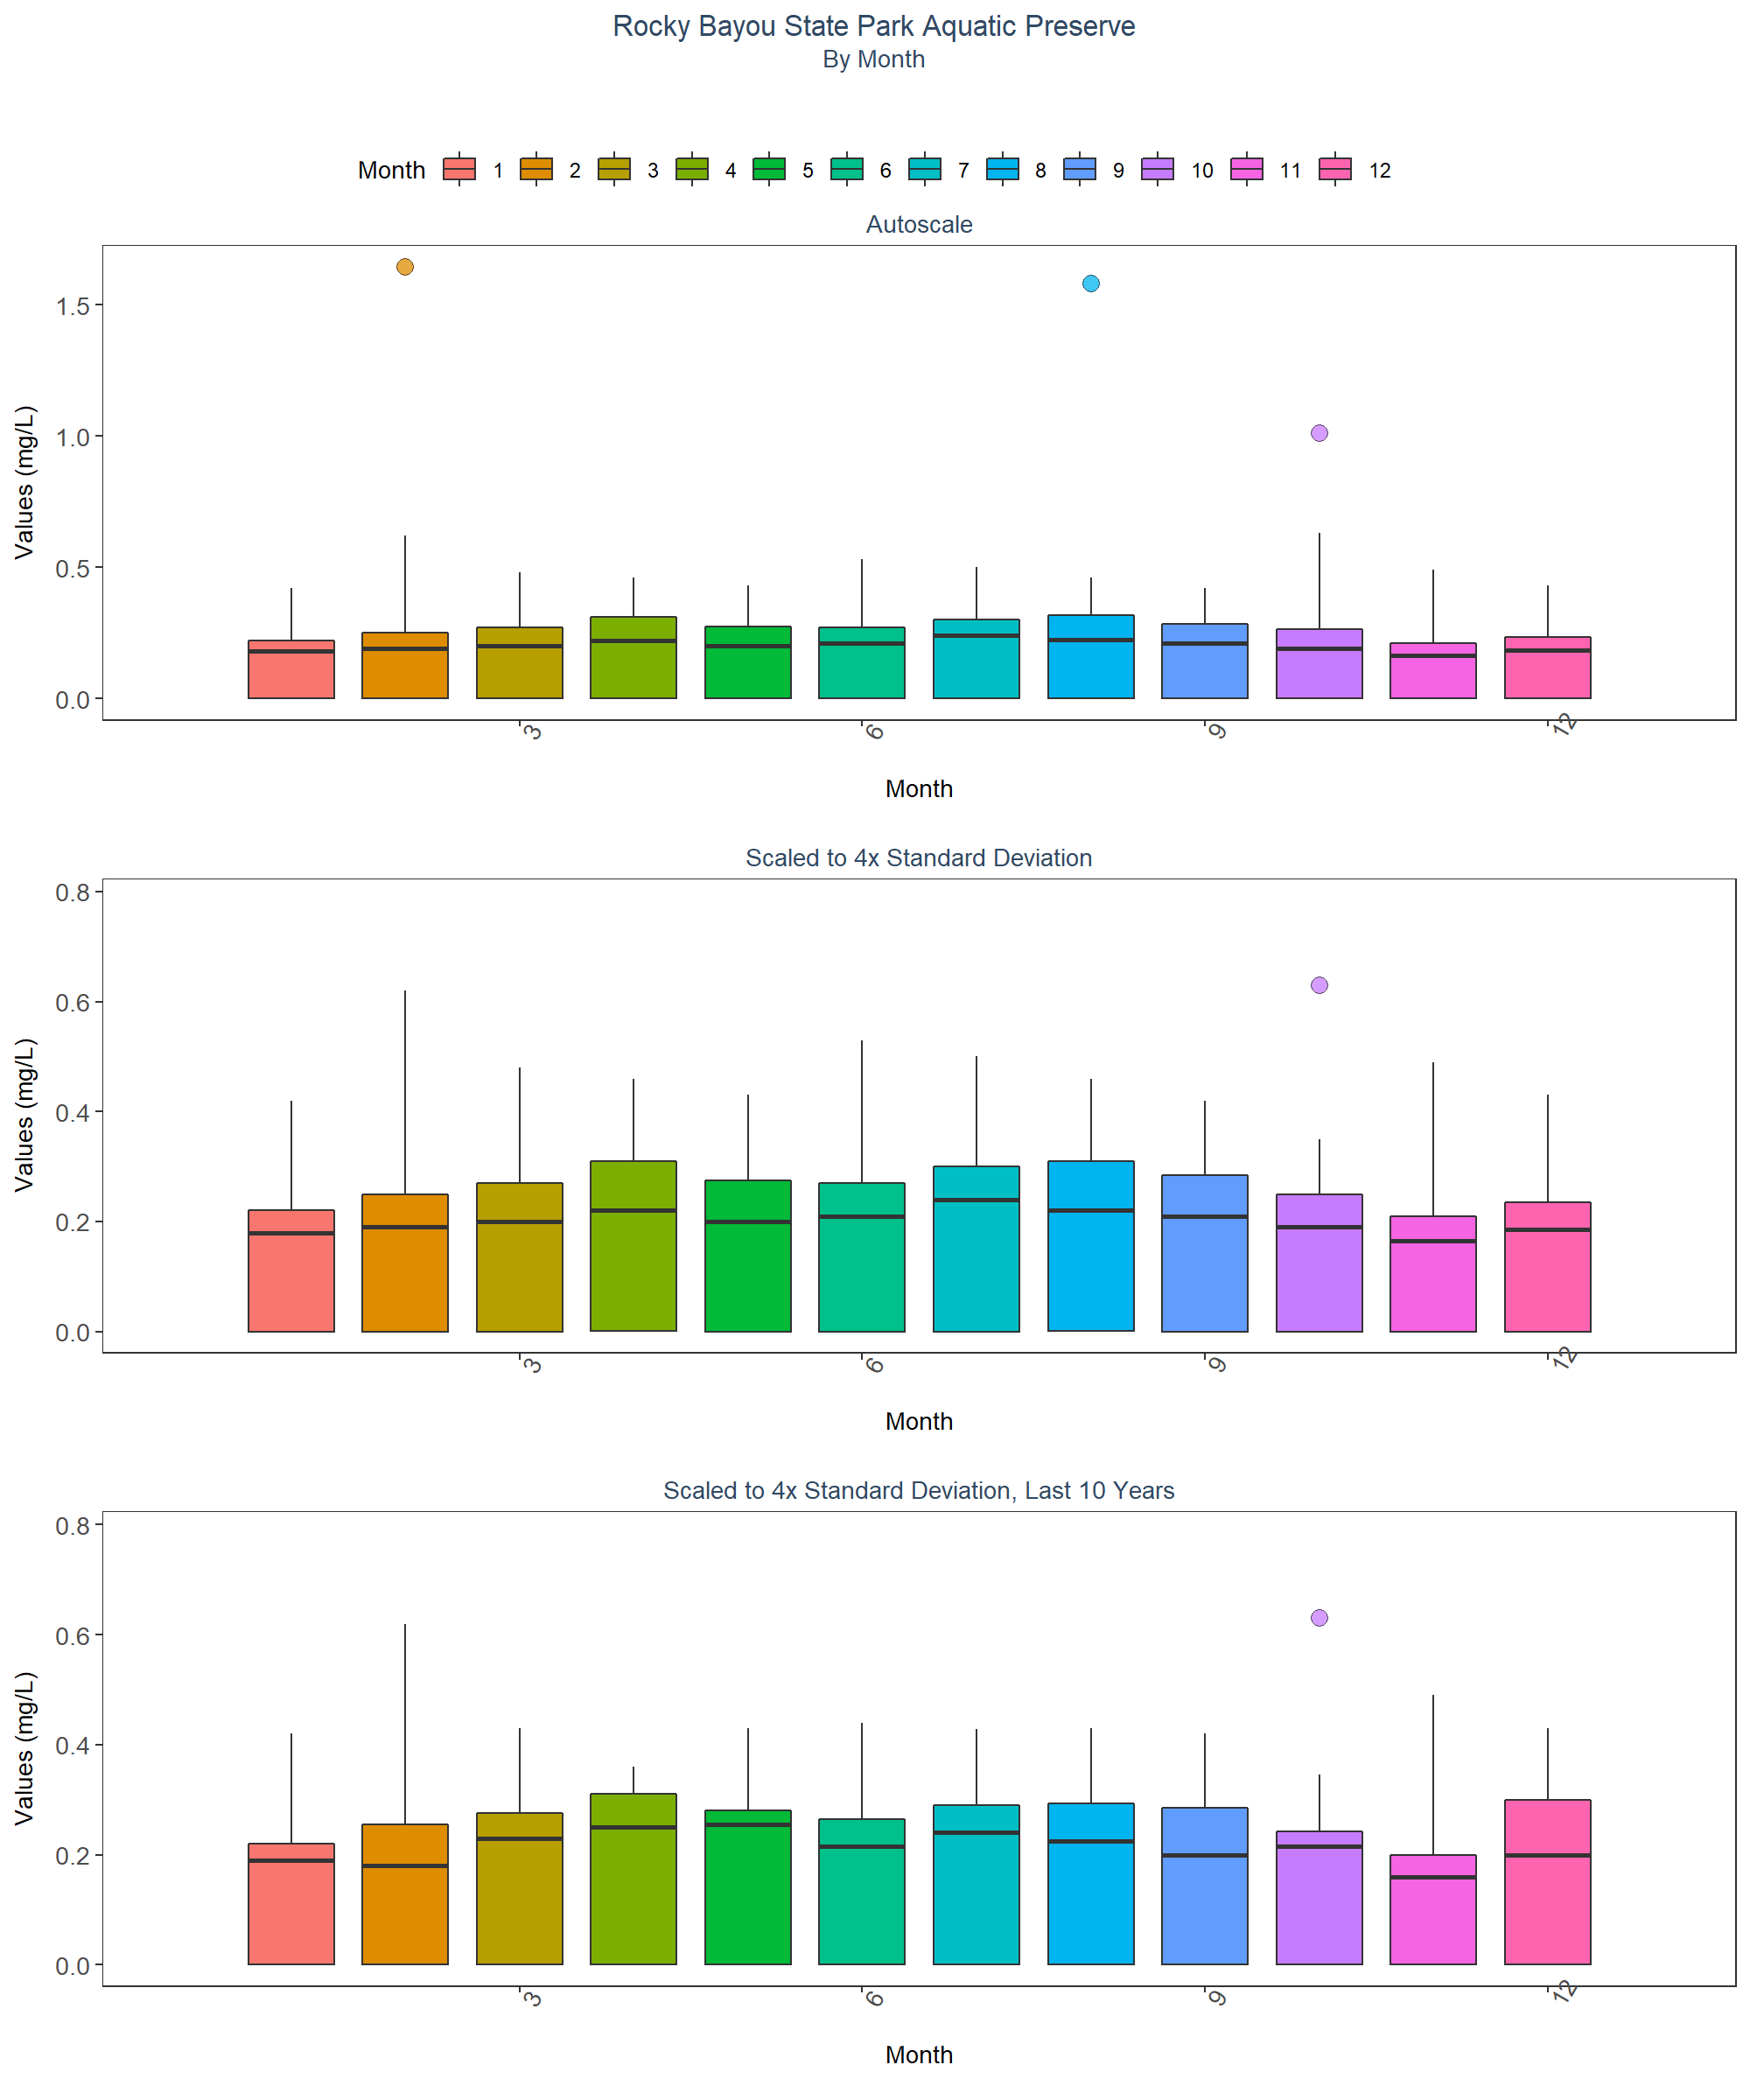 Rocky Bayou State Park Aquatic Preserve
By Month
Month 1 2 3 4 5 6 7 8 9 10 11 12
Autoscale
Values (mg/L)
1.5
1.0
0.5
0.0
3 6 9 12
Month
Scaled to 4x Standard Deviation
Values (mg/L)
0.8
0.6
0.4
0.2
0.0
3 6 9 12
Month
Scaled to 4x Standard Deviation, Last 10 Years
Values (mg/L)
0.8
0.6
0.4
0.2
0.0
3 6 9 12
Month